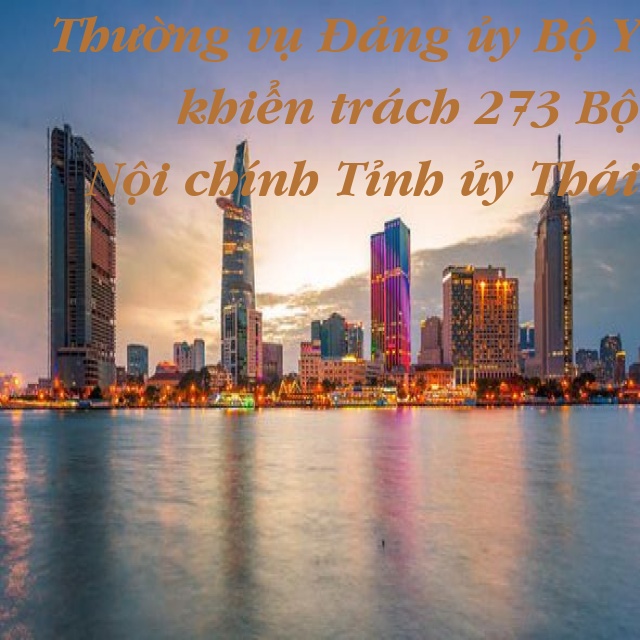 Thường vụ Đảng ủy Bộ Y
khiển trách 273 Bộ
Nội chính Tỉnh ủy Thái